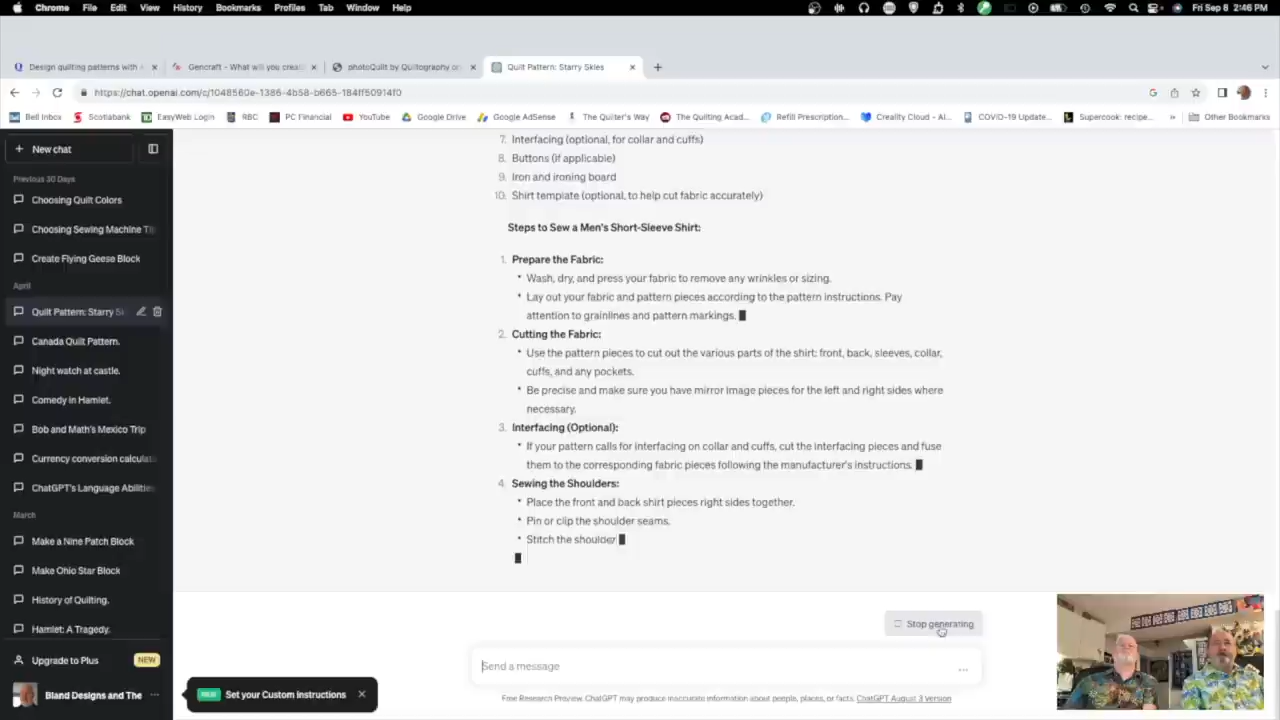 Chrome File Edit View History Bookmarks Profiles Tab Window Help Fri Sep 8 2:46 PM
Design quilting patterns with Gencraft - What will you creat photoQuilt by Quiltography or Quilt Pattern: Starry Skies
https://chat.openai.com/c/1048560e-1386-4b58-b665-184ff50914f0
Bell Inbox Scotiabank EasyWeb Login RBC PC Financial YouTube Google Drive Google AdSense The Quilter's Way The Quilting Acad... Refill Prescription... Creality Cloud - Al... COVID-19 Update... Supercook: recipe... » Other Bookmarks
+ New chat
Previous 30 Days
Choosing Quilt Colors
Choosing Sewing Machine Ti
Create Flying Geese Block
April
Quilt Pattern: Starry S
Canada Quilt Pattern.
Night watch at castle.
Comedy in Hamlet.
Bob and Math's Mexico Trip
Currency conversion calculat
ChatGPT's Language Abilities
March
Make a Nine Patch Block
Make Ohio Star Block
History of Quilting.
Hamlet: A Tragedy.
Upgrade to Plus NEW
Bland Designs and The ...
7. Interfacing (optional, for collar and cuffs)
8. Buttons (if applicable)
9. Iron and ironing board
10. Shirt template (optional, to help cut fabric accurately)
Steps to Sew a Men's Short-Sleeve Shirt:
1. Prepare the Fabric:
• Wash, dry, and press your fabric to remove any wrinkles or sizing.
• Lay out your fabric and pattern pieces according to the pattern instructions. Pay
attention to grainlines and pattern markings.
2. Cutting the Fabric:
• Use the pattern pieces to cut out the various parts of the shirt: front, back, sleeves, collar,
cuffs, and any pockets.
• Be precise and make sure you have mirror image pieces for the left and right sides where
necessary.
3. Interfacing (Optional):
• If your pattern calls for interfacing on collar and cuffs, cut the interfacing pieces and fuse
them to the corresponding fabric pieces following the manufacturer's instructions.
4. Sewing the Shoulders:
• Place the front and back shirt pieces right sides together.
• Pin or clip the shoulder seams.
• Stitch the shoulder
Stop generating
Send a message
...
NEW Set your Custom instructions
Free Research Preview. ChatGPT may produce inaccurate information about people, places, or facts. ChatGPT August 3 Version